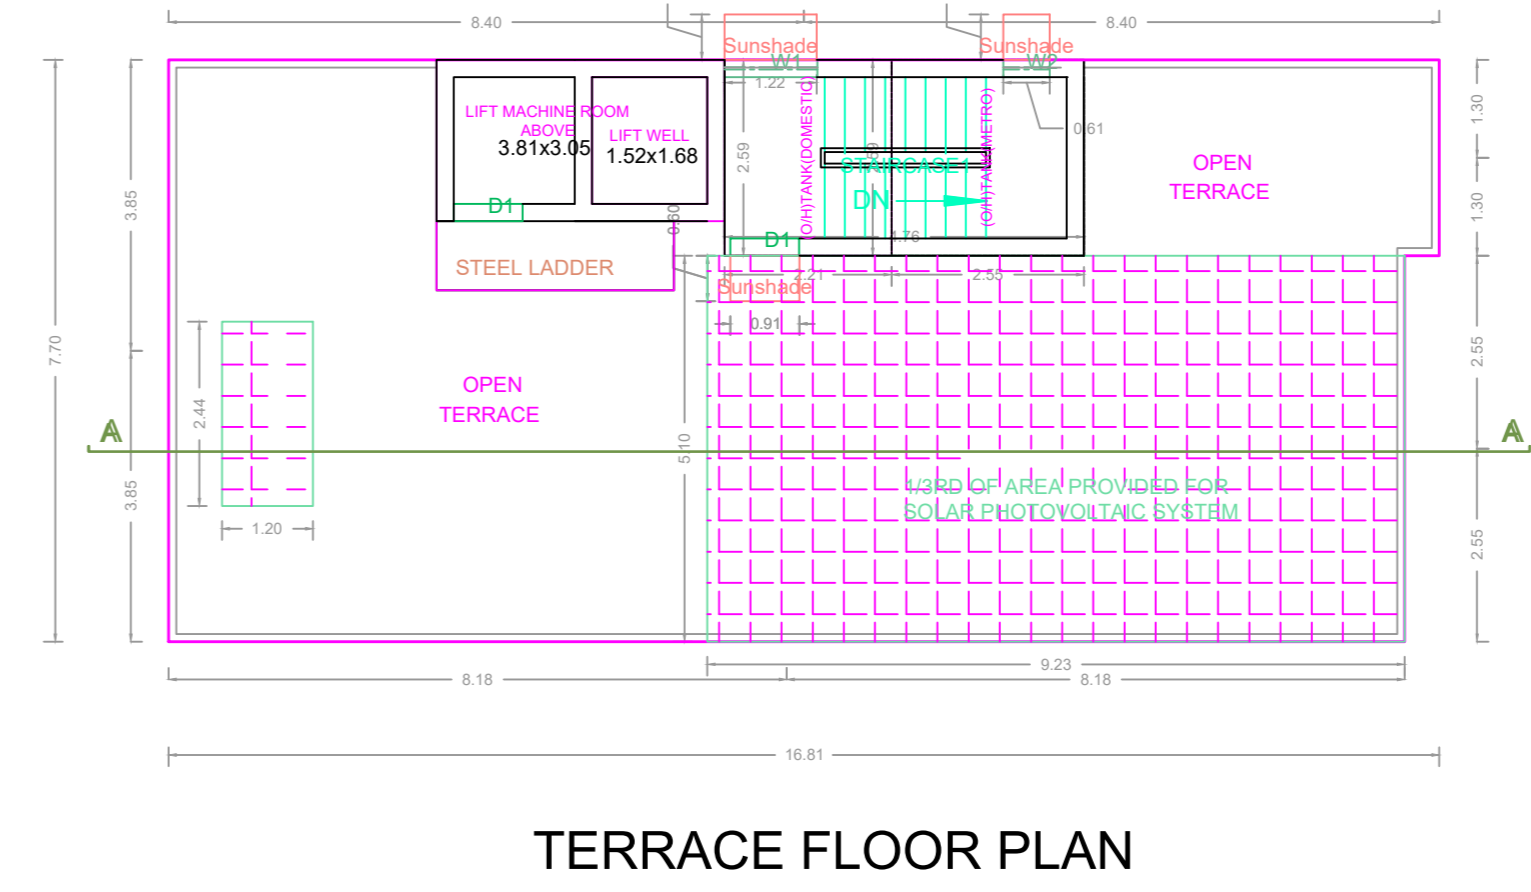 8.40
8.40
Sunshade
Sunshade
W1
W2
1.22
0.61
1.30
LIFT MACHINE ROOM
ABOVE
3.81x3.05
LIFT WELL
1.52x1.68
2.59
(O/H)TANK(DOMESTIC)
STAIRCASE1
DN
(O/H)TANK(METRO)
OPEN
TERRACE
3.85
1.30
D1
0.60
D1
4.76
STEEL LADDER
2.21
2.55
Sunshade
0.91
7.70
2.55
OPEN
TERRACE
2.44
A
A
5.10
1/3RD OF AREA PROVIDED FOR
SOLAR PHOTOVOLTAIC SYSTEM
3.85
1.20
2.55
9.23
8.18
8.18
16.81
TERRACE FLOOR PLAN